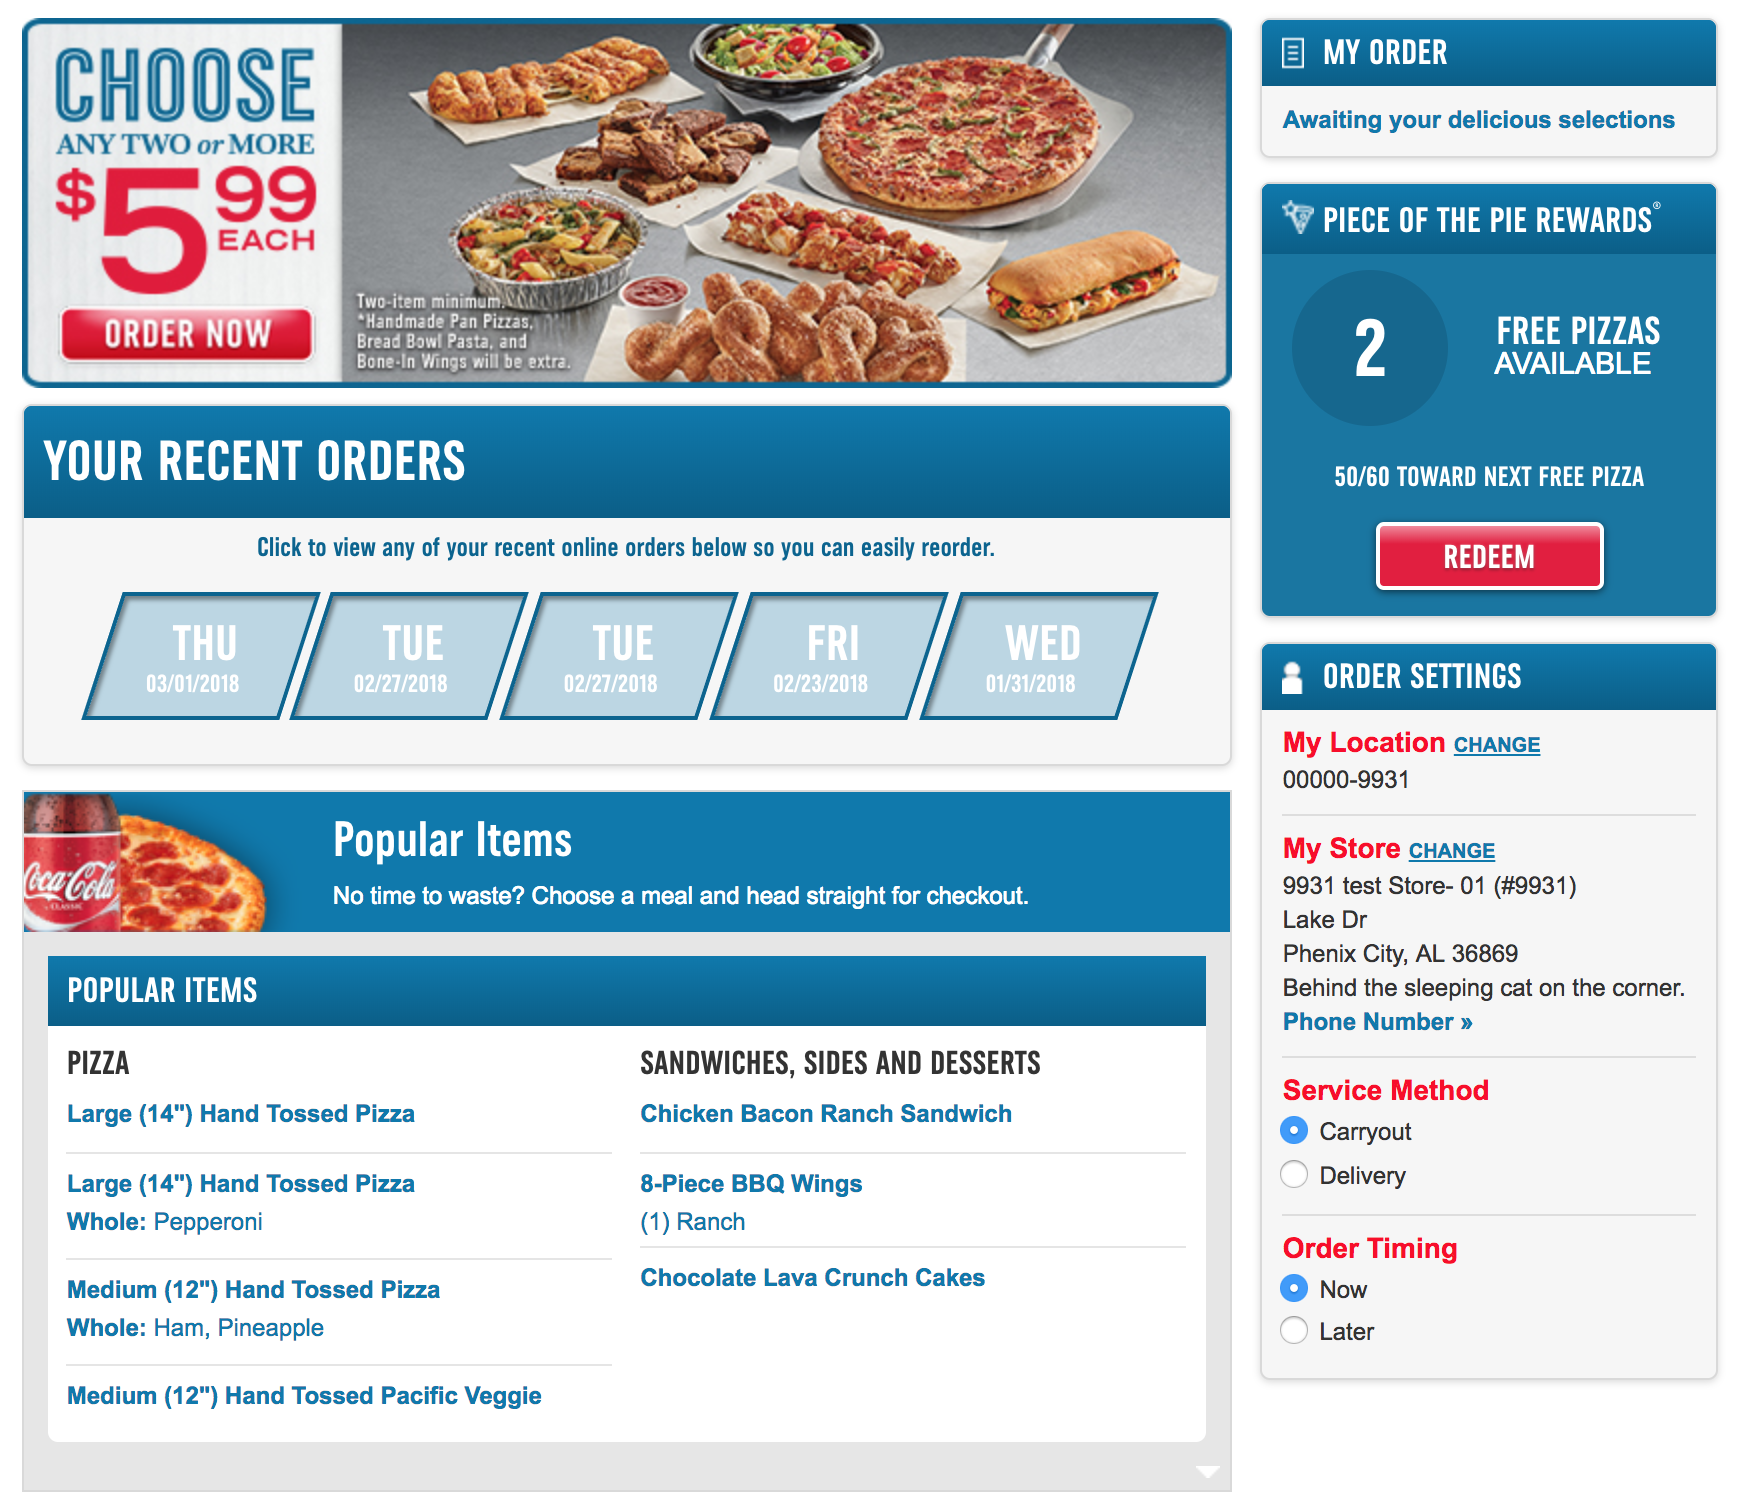 CHOOSE
ANY TWO or MORE
$5.99
EACH
ORDER NOW
Two-item minimum.
*Handmade Pan Pizzas,
Bread Bowl Pasta, and
Bone-In Wings will be extra.
YOUR RECENT ORDERS
Click to view any of your recent online orders below so you can easily reorder.
THU
03/01/2018
TUE
02/27/2018
TUE
02/27/2018
FRI
02/23/2018
WED
01/31/2018
Coca-Cola
CLASSIC
Popular Items
No time to waste? Choose a meal and head straight for checkout.
POPULAR ITEMS
PIZZA
Large (14") Hand Tossed Pizza
Large (14") Hand Tossed Pizza
Whole: Pepperoni
Medium (12") Hand Tossed Pizza
Whole: Ham, Pineapple
Medium (12") Hand Tossed Pacific Veggie
SANDWICHES, SIDES AND DESSERTS
Chicken Bacon Ranch Sandwich
8-Piece BBQ Wings
(1) Ranch
Chocolate Lava Crunch Cakes
MY ORDER
Awaiting your delicious selections
PIECE OF THE PIE REWARDS®
2
FREE PIZZAS
AVAILABLE
50/60 TOWARD NEXT FREE PIZZA
REDEEM
ORDER SETTINGS
My Location CHANGE
00000-9931
My Store CHANGE
9931 test Store- 01 (#9931)
Lake Dr
Phenix City, AL 36869
Behind the sleeping cat on the corner.
Phone Number »
Service Method
Carryout
Delivery
Order Timing
Now
Later